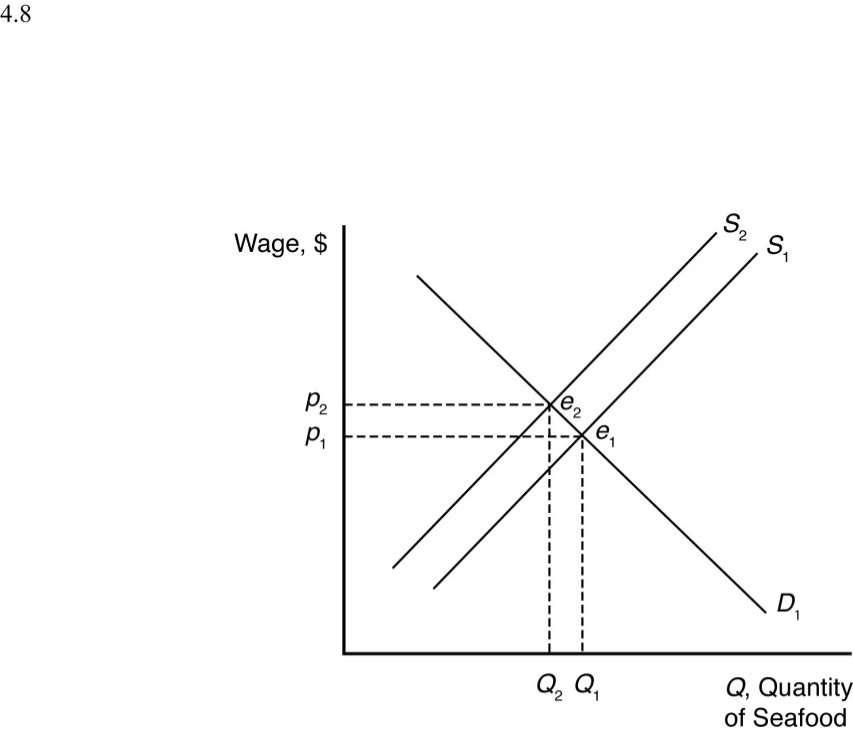 4.8
S2
Wage, $
S1
p2
e2
p1
e1
D1
Q2 Q1
Q, Quantity
of Seafood